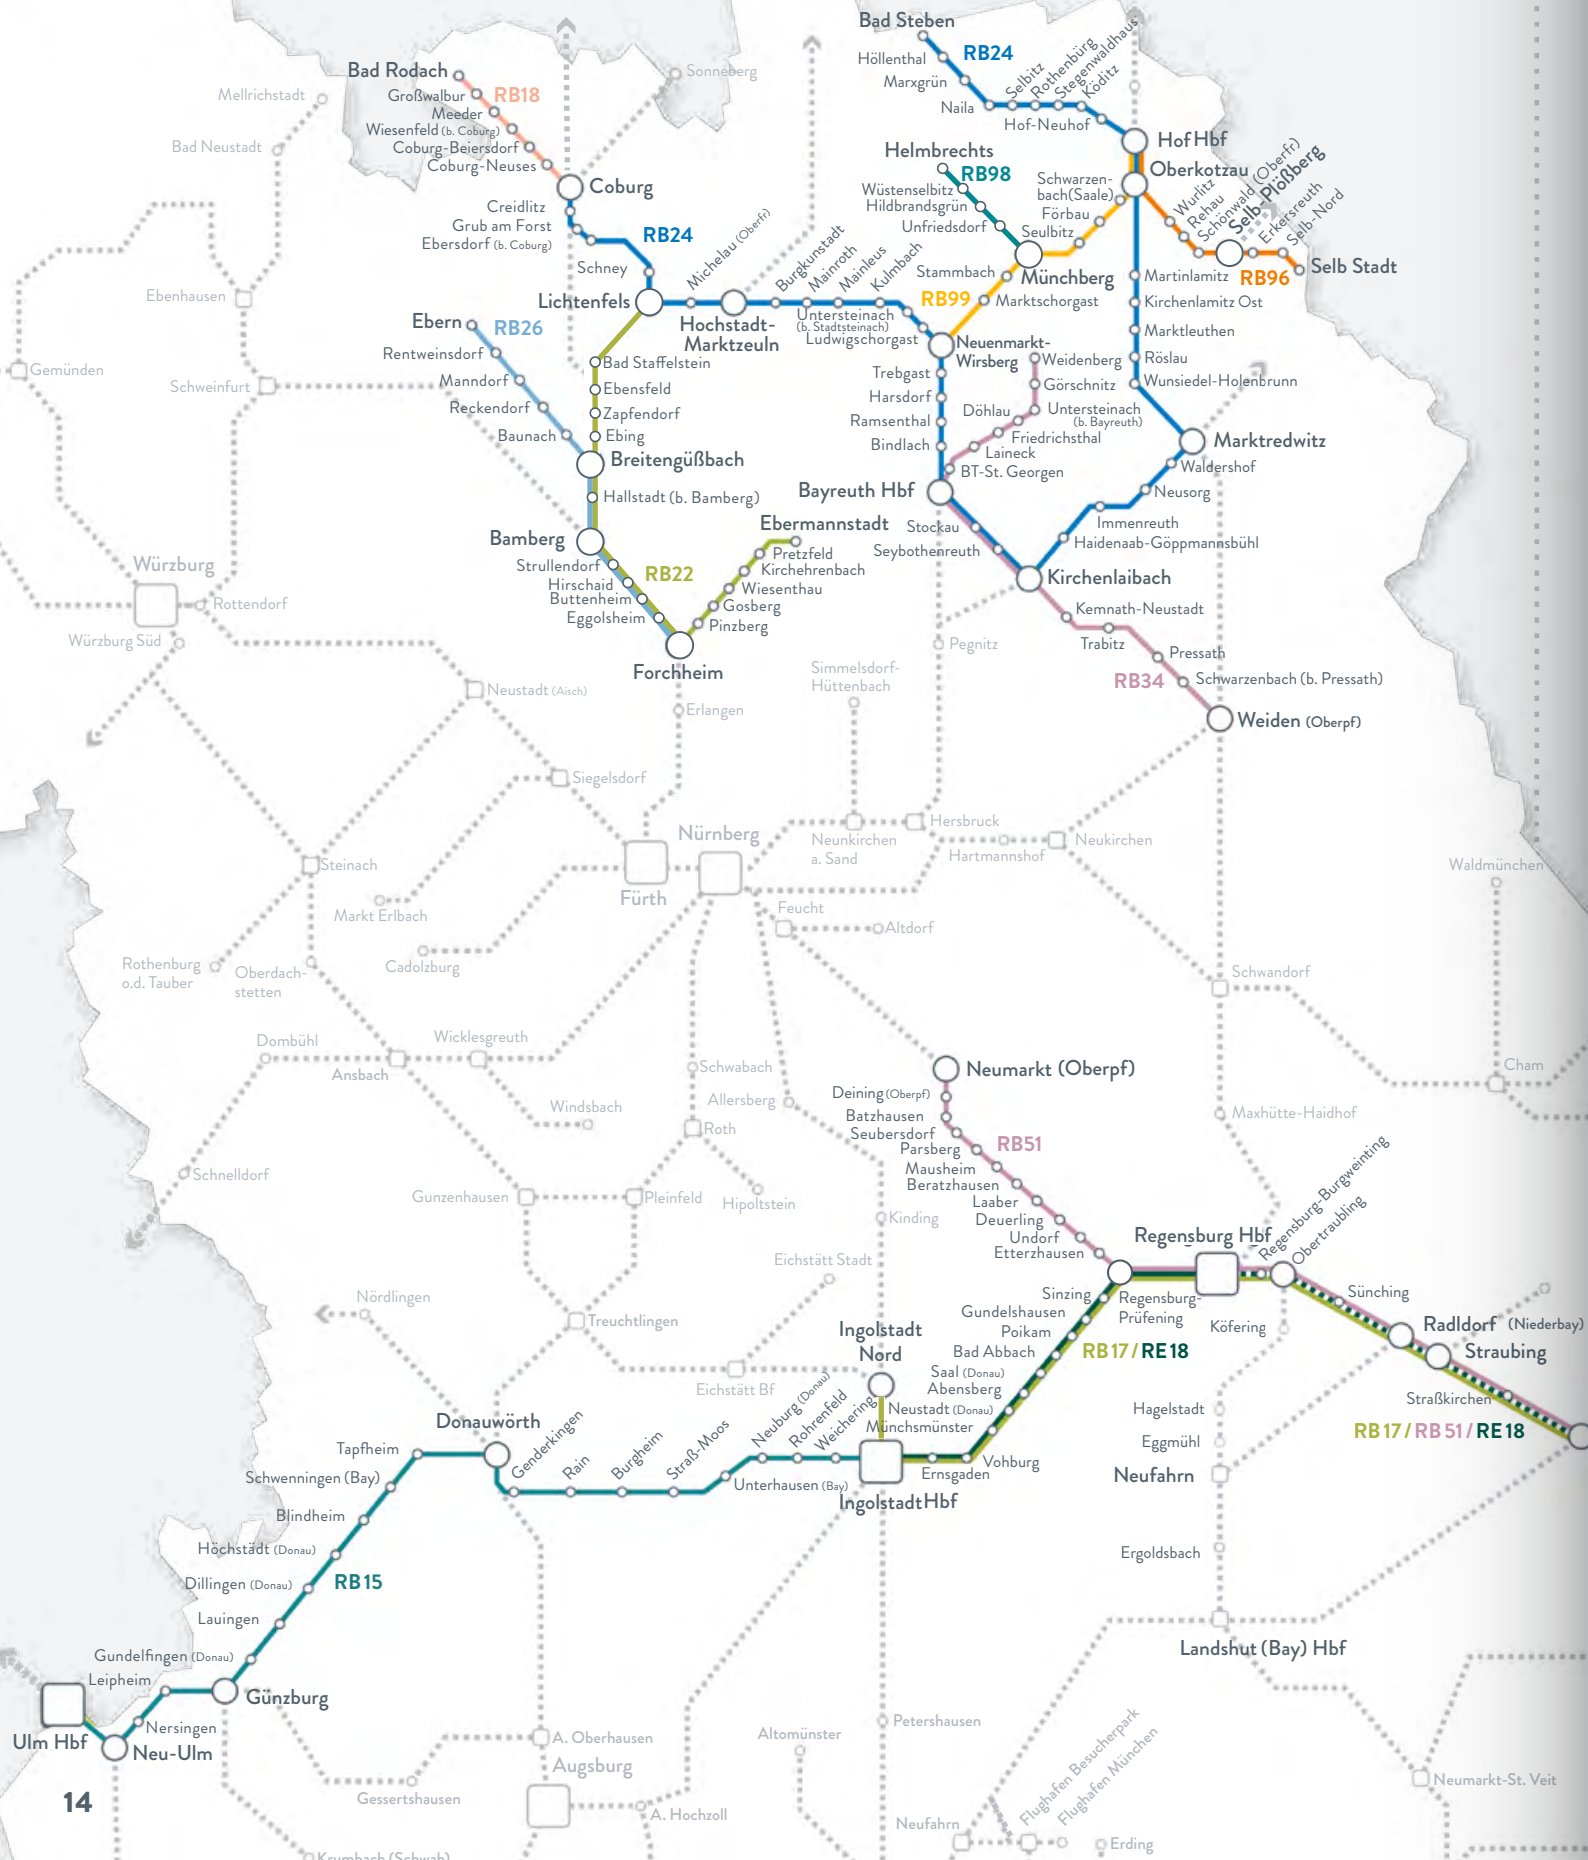 Bad Steben
Höllenthal
RB24
Marxgrün
Naila
Selbitz
Rothenbürg
Stegenwaldhaus
Köditz
Hof-Neuhof
Hof Hbf
Oberkotzau
Bad Rodach
RB18
Großwalbur
Meeder
Wiesenfeld (b. Coburg)
Coburg-Beiersdorf
Coburg-Neuses
Coburg
Sonneberg
Mellrichstadt
Bad Neustadt
Ebenhausen
Gemünden
Schweinfurt
Creidlitz
Grub am Forst
Ebersdorf (b. Coburg)
RB24
Schney
Lichtenfels
Michelau (Oberfr)
Hochstadt-
Marktzeuln
Burgkunstadt
Mainroth
Mainleus
Kulmbach
Untersteinach
(b. Stadtsteinach)
Ludwigschorgast
Helmbrechts
RB98
Wüstenselbitz
Hildbrandsgrün
Unfriedsdorf
Schwarzen-
bach(Saale)
Förbau
Seulbitz
Münchberg
Stammbach
RB99
Marktschorgast
Neuenmarkt-
Wirsberg
Wurlitz
Rehau
Schönwald (Oberfr)
Selb-Plößberg
Erkersreuth
Selb-Nord
RB96
Selb Stadt
Martinlamitz
Kirchenlamitz Ost
Marktleuthen
Röslau
Wunsiedel-Holenbrunn
Marktredwitz
Waldershof
Neusorg
Immenreuth
Haidenaab-Göppmannsbühl
Kirchenlaibach
Trebgast
Harsdorf
Ramsenthal
Bindlach
Weidenberg
Görschnitz
Untersteinach
(b. Bayreuth)
Döhlau
Friedrichsthal
Laineck
BT-St. Georgen
Bayreuth Hbf
Stockau
Seybothenreuth
Kemnath-Neustadt
Trabitz
Pressath
RB34
Schwarzenbach (b. Pressath)
Weiden (Oberpf)
Ebern
RB26
Rentweinsdorf
Manndorf
Reckendorf
Baunach
Bad Staffelstein
Ebensfeld
Zapfendorf
Ebing
Breitengüßbach
Hallstadt (b. Bamberg)
Bamberg
Strullendorf
Hirschaid
Buttenheim
Eggolsheim
RB22
Ebermannstadt
Pretzfeld
Kirchehrenbach
Wiesenthau
Gosberg
Pinzberg
Forchheim
Würzburg
Rottendorf
Würzburg Süd
Neustadt (Aisch)
Erlangen
Simmelsdorf-
Hüttenbach
Pegnitz
Siegelsdorf
Nürnberg
Fürth
Neunkirchen
a. Sand
Hersbruck
Hartmannshof
Neukirchen
Steinach
Markt Erlbach
Cadolzburg
Feucht
Altdorf
Waldmünchen
Rothenburg
o.d. Tauber
Oberdach-
stetten
Schwandorf
Dombühl
Ansbach
Wicklesgreuth
Windsbach
Schwabach
Allersberg
Roth
Schnelldorf
Gunzenhausen
Pleinfeld
Hipoltstein
Kinding
Cham
Maxhütte-Haidhof
Neumarkt (Oberpf)
Deining (Oberpf)
Batzhausen
Seubersdorf
Parsberg
RB51
Mausheim
Beratzhausen
Laaber
Deuerling
Undorf
Etterzhausen
Regensburg Hbf
Regensburg-Burgweinting
Obertraubling
Regensburg-
Prüfening
Sinzing
Gundelshausen
Poikam
Bad Abbach
Saal (Donau)
Abensberg
Neustadt (Donau)
Münchsmünster
RB17/RE18
Köfering
Sünching
Radldorf (Niederbay)
Straubing
Straßkirchen
RB17/RB51/RE18
Nördlingen
Treuchtlingen
Eichstätt Stadt
Eichstätt Bf
Ingolstadt
Nord
Vohburg
Ernsgaden
Ingolstadt Hbf
Hagelstadt
Eggmühl
Neufahrn
Ergoldsbach
Landshut (Bay) Hbf
Donauwörth
Genderkingen
Rain
Burgheim
Straß-Moos
Unterhausen (Bay)
Neuburg (Donau)
Rohrenfeld
Weichering
Tapfheim
Schwenningen (Bay)
Blindheim
Höchstädt (Donau)
Dillingen (Donau)
RB15
Lauingen
Gundelfingen (Donau)
Leipheim
Günzburg
Nersingen
Ulm Hbf
Neu-Ulm
14
A. Oberhausen
Augsburg
Gessertshausen
A. Hochzoll
Krumbach (Schwab)
Altomünster
Petershausen
Neufahrn
Flughafen Besucherpark
Flughafen München
Erding
Neumarkt-St. Veit